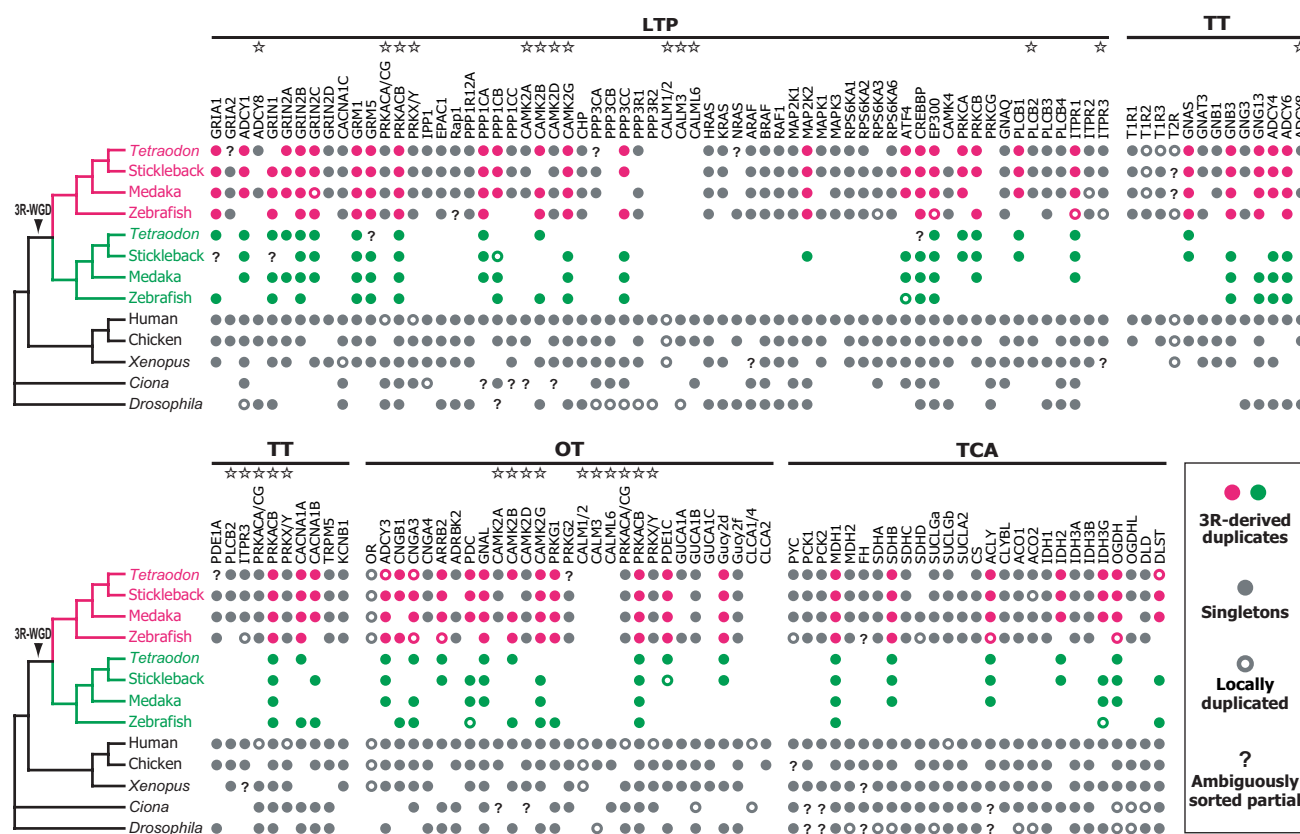 LTP TT
☆ ☆☆☆ ☆☆☆☆ ☆☆☆ ☆ ☆ ☆
GRIA1 GRIA2 ADCY1 ADCY8 GRIN1 GRIN2A GRIN2B GRIN2C GRIN2D CACNA1C GRM1 GRM5 PRKACA/CG PRKACB PRKX/Y IPP1 EPAC1 Rap1 PPP1R12A PPP1CA PPP1CB PPP1CC CAMK2A CAMK2B CAMK2D CAMK2G CHP PPP3CA PPP3CB PPP3CC PPP3R1 PPP3R2 CALM1/2 CALM3 CALML6 HRAS KRAS NRAS ARAF BRAF RAF1 MAP2K1 MAP2K2 MAPK1 MAPK3 RPS6KA1 RPS6KA2 RPS6KA3 RPS6KA6 ATF4 CREBBP EP300 CAMK4 PRKCA PRKCB PRKCG GNAQ PLCB1 PLCB2 PLCB3 PLCB4 ITPR1 ITPR2 ITPR3 T1R1 T1R2 T1R3 T2R GNAS GNAT3 GNB1 GNB3 GNG3 GNG13 ADCY4 ADCY6 ADCY8
Tetraodon ? ? ? ?
Stickleback ?
Medaka ?
3R-WGD
Zebrafish ?
Tetraodon ? ?
Stickleback ? ?
Medaka
Zebrafish
Human
Chicken
Xenopus ? ?
Ciona ? ? ? ?
Drosophila ?
TT OT TCA
☆☆☆☆☆ ☆☆☆☆ ☆☆☆☆☆☆
PDE1A PLCB2 ITPR3 PRKACA/CG PRKACB PRKX/Y CACNA1A CACNA1B TRPM5 KCNB1 OR ADCY3 CNGB1 CNGA3 CNGA4 ARRB2 ADRBK2 PDC GNAL CAMK2A CAMK2B CAMK2D CAMK2G PRKG1 PRKG2 CALM1/2 CALM3 CALML6 PRKACA/CG PRKACB PRKX/Y PDE1C GUCA1A GUCA1B GUCA1C Gucy2d Gucy2f CLCA1/4 CLCA2 PYC PCK1 PCK2 MDH1 MDH2 FH SDHA SDHB SDHC SDHD SUCLGa SUCLGb SUCLA2 CS ACLY CLYBL ACO1 ACO2 IDH1 IDH2 IDH3A IDH3B IDH3G OGDH OGDHL DLD DLST
Tetraodon ? ?
Stickleback
Medaka
3R-WGD
Zebrafish ?
Tetraodon
Stickleback
Medaka
Zebrafish
Human
Chicken ?
Xenopus ? ?
Ciona ? ? ? ? ?
Drosophila ? ? ? ?
3R-derived
duplicates
Singletons
Locally
duplicated
?
Ambiguously
sorted partial